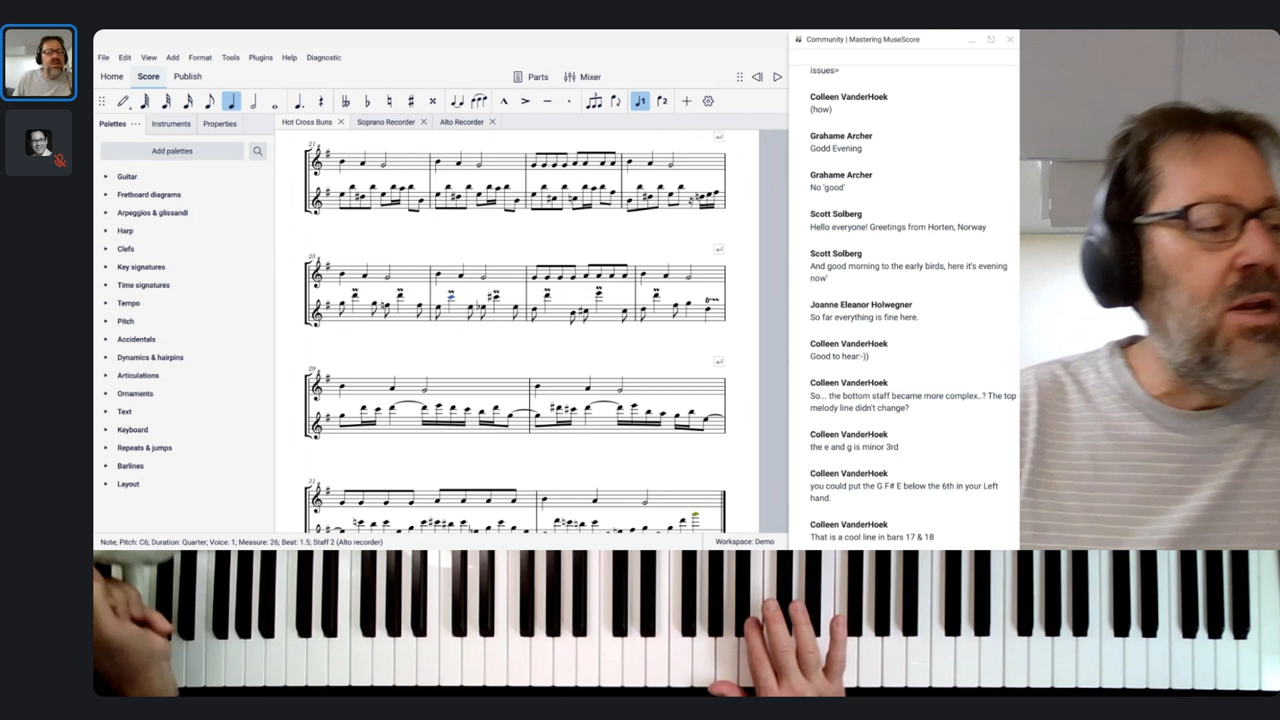 File Edit View Add Format Tools Plugins Help Diagnostic
Home Score Publish
Parts Mixer
Palettes Instruments Properties
Hot Cross Buns Soprano Recorder Alto Recorder
Add palettes
Guitar
Fretboard diagrams
Arpeggios & glissandi
Harp
Clefs
Key signatures
Time signatures
Tempo
Pitch
Accidentals
Dynamics & hairpins
Articulations
Ornaments
Text
Keyboard
Repeats & jumps
Barlines
Layout
21
25
29
31
Note; Pitch: C6; Duration: Quarter; Voice: 1; Measure: 26; Beat: 1.5; Staff 2 (Alto recorder)
Workspace: Demo
Community | Mastering MuseScore
issues>
Colleen VanderHoek
(how)
Grahame Archer
Godd Evening
Grahame Archer
No 'good'
Scott Solberg
Hello everyone! Greetings from Horten, Norway
Scott Solberg
And good morning to the early birds, here it's evening
now'
Joanne Eleanor Holwegner
So far everything is fine here.
Colleen VanderHoek
Good to hear:-))
Colleen VanderHoek
So... the bottom staff became more complex..? The top
melody line didn't change?
Colleen VanderHoek
the e and g is minor 3rd
Colleen VanderHoek
you could put the G F# E below the 6th in your Left
hand.
Colleen VanderHoek
That is a cool line in bars 17 & 18